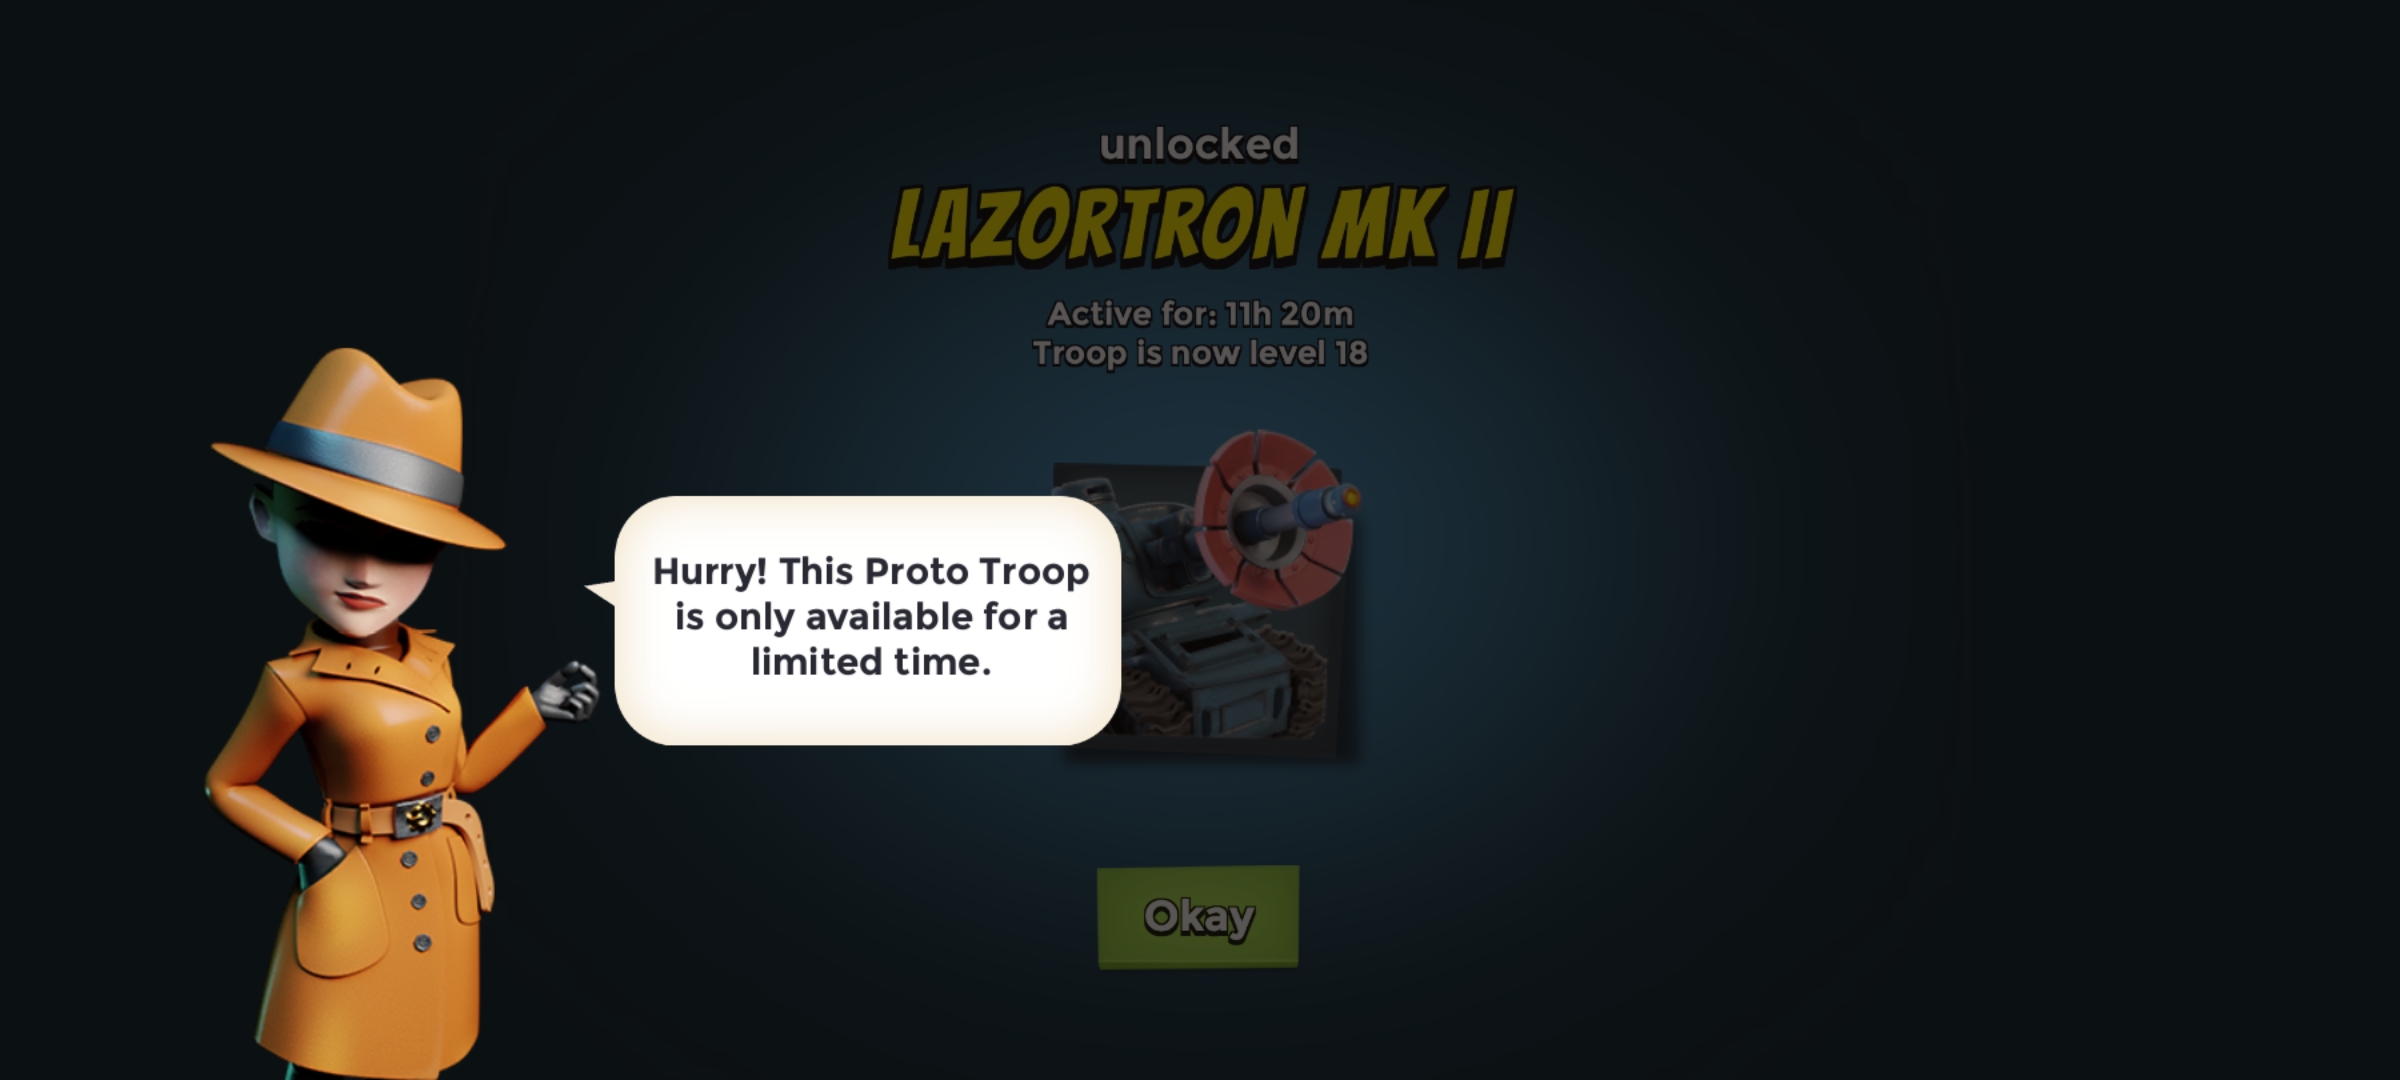 unlocked
LAZORTRON MK II
Active for: 11h 20m
Troop is now level 18
Hurry! This Proto Troop
is only available for a
limited time.
Okay